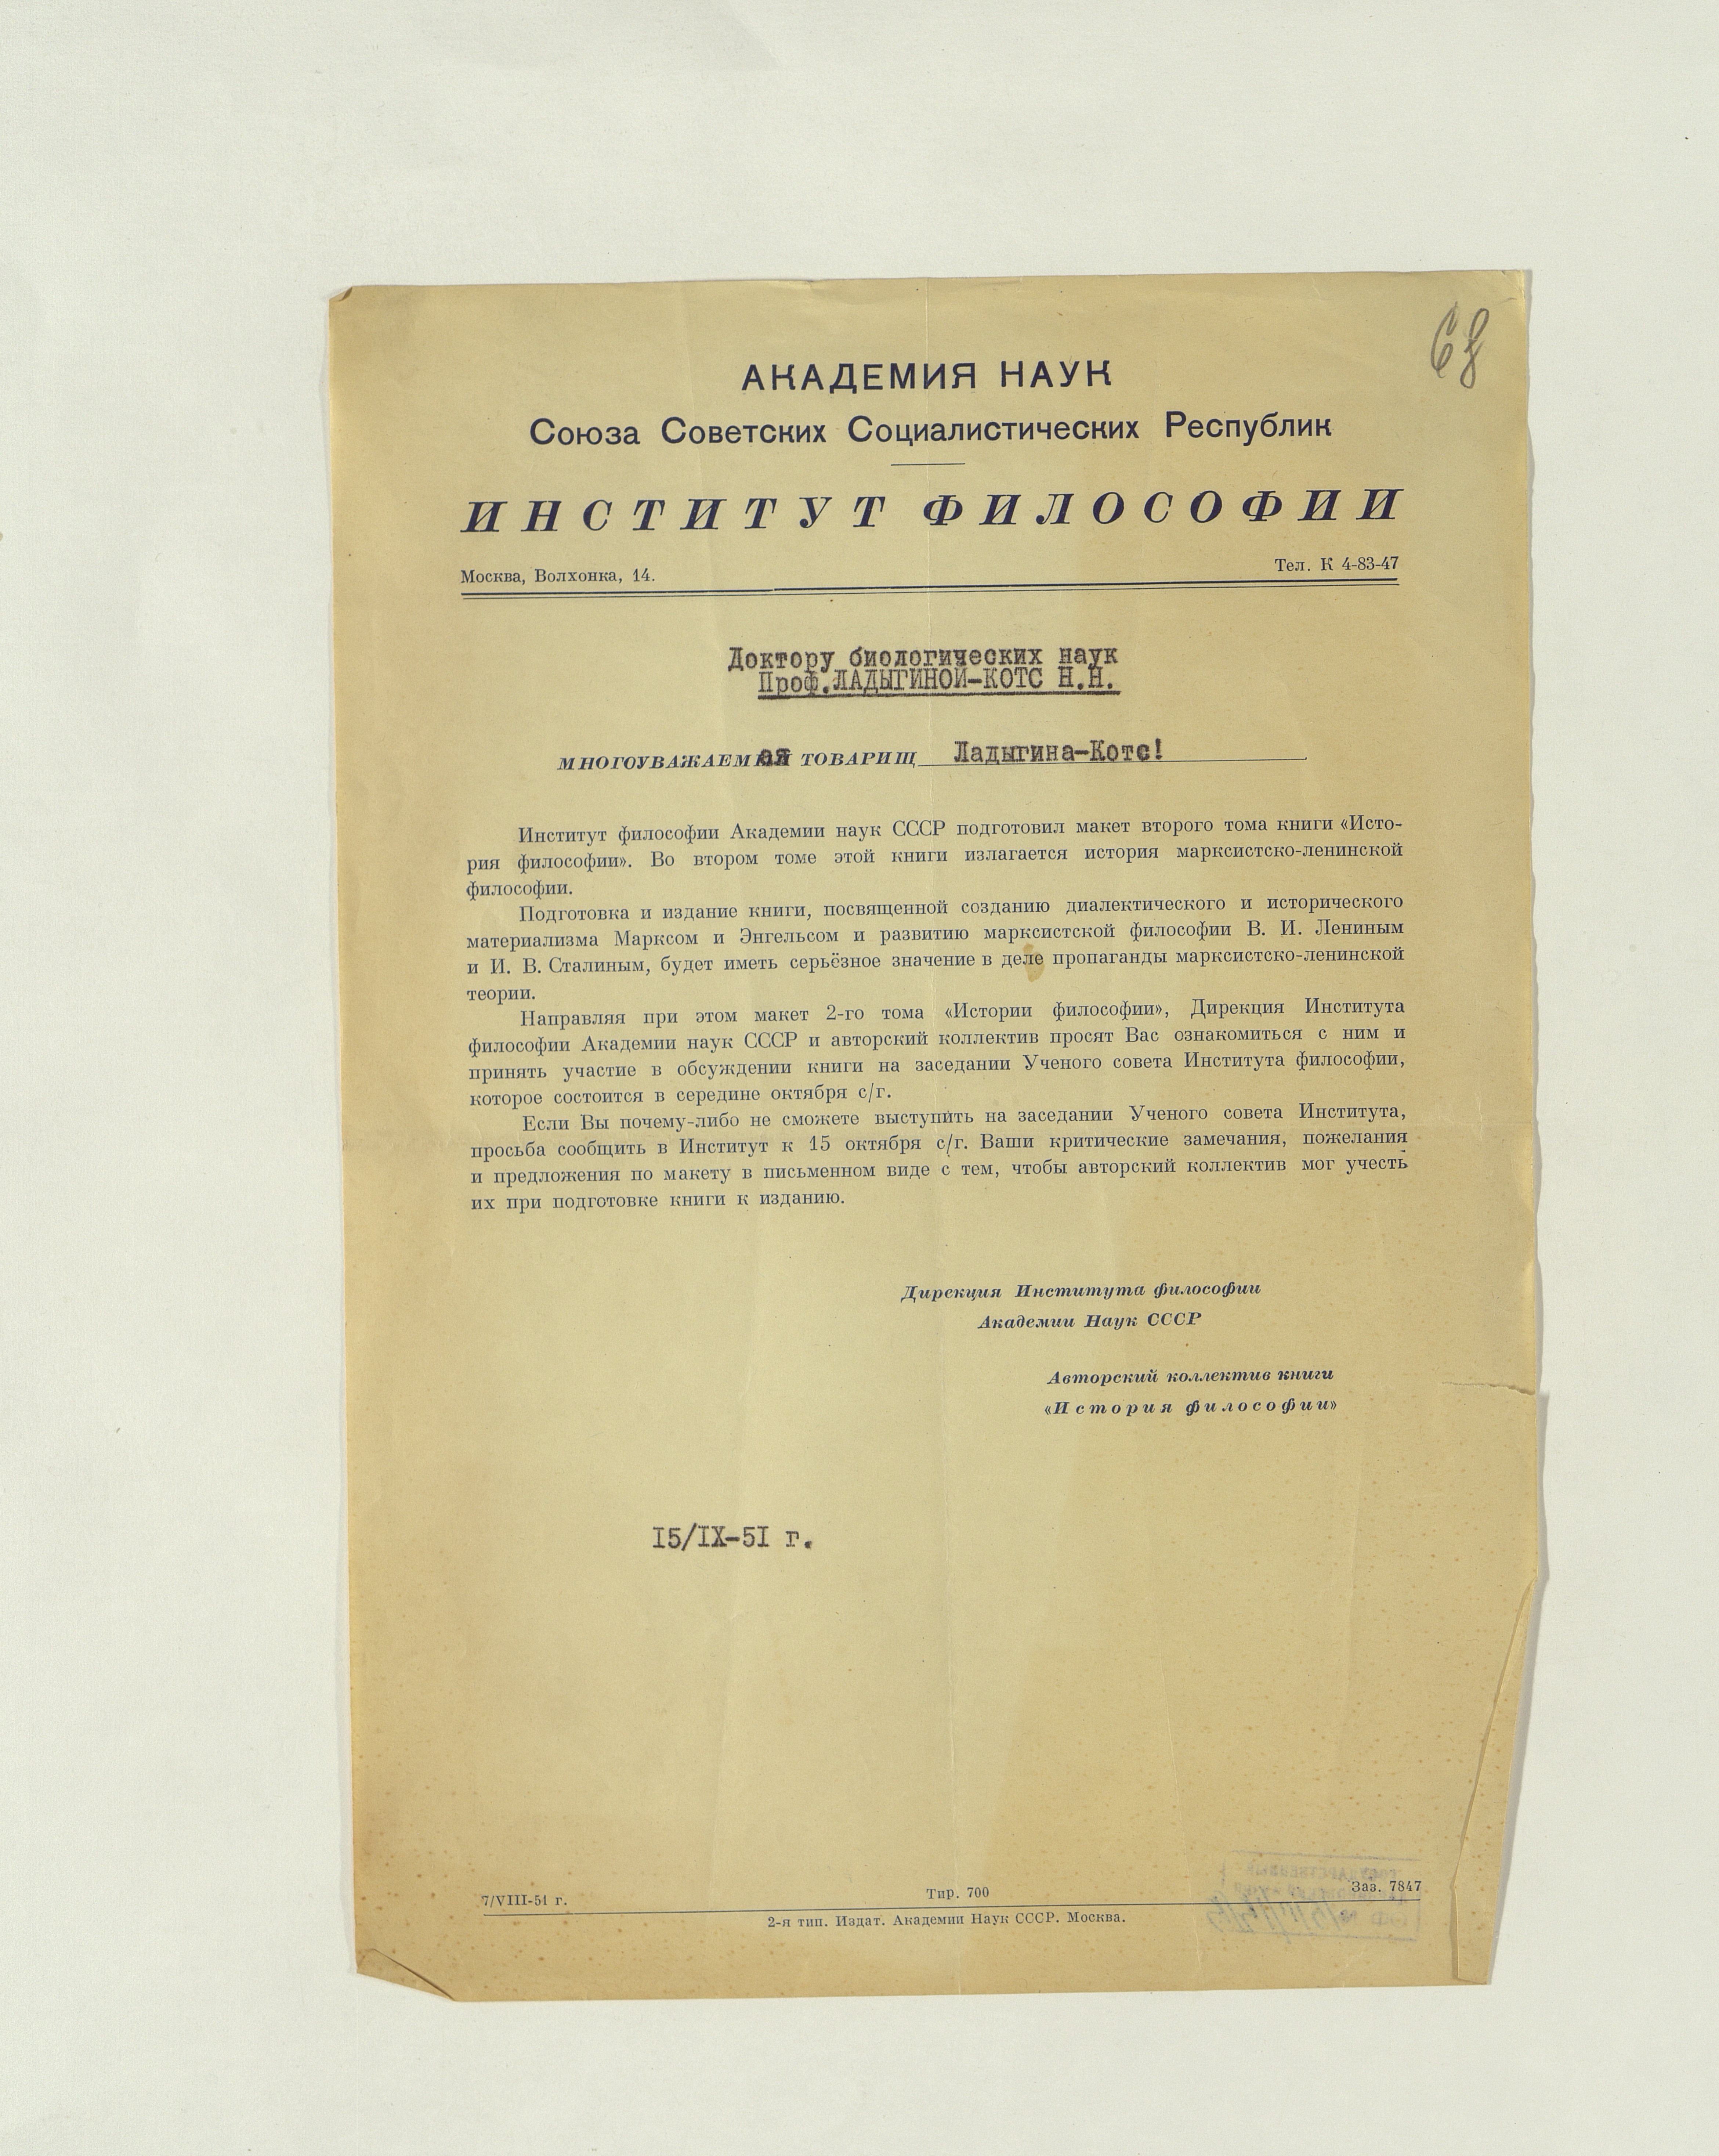 68
АКАДЕМИЯ НАУК
Союза Советских Социалистических Республик
ИНСТИТУТ ФИЛОСОФИИ
Москва, Волхонка, 14.
Тел. К 4-83-47
Доктору биологических наук
Проф.ЛАДЫГИНОЙ-КОТС Н.Н.
МНОГОУВАЖАЕМая ТОВАРИЩ Ладыгина-Котс!
Институт философии Академии наук СССР подготовил макет второго тома книги «Исто-
рия философии». Во втором томе этой книги излагается история марксистско-ленинской
философии.
Подготовка и издание книги, посвященной созданию диалектического и исторического
материализма Марксом и Энгельсом и развитию марксистской философии В. И. Лениным
и И. В. Сталиным, будет иметь серьёзное значение в деле пропаганды марксистско-ленинской
теории.
Направляя при этом макет 2-го тома «Истории философии», Дирекция Института
философии Академии наук СССР и авторский коллектив просят Вас ознакомиться с ним и
принять участие в обсуждении книги на заседании Ученого совета Института философии,
которое состоится в середине октября с/г.
Если Вы почему-либо не сможете выступить на заседании Ученого совета Института,
просьба сообщить в Институт к 15 октября с/г. Ваши критические замечания, пожелания
и предложения по макету в письменном виде с тем, чтобы авторский коллектив мог учесть
их при подготовке книги к изданию.
Дирекция Института философии
Академии Наук СССР
Авторский коллектив книги
«История философии»
I5/IX-5I г.
7/VIII-51 г.
Тир. 700
Заз. 7847
2-я тип. Издат. Академии Наук СССР. Москва.